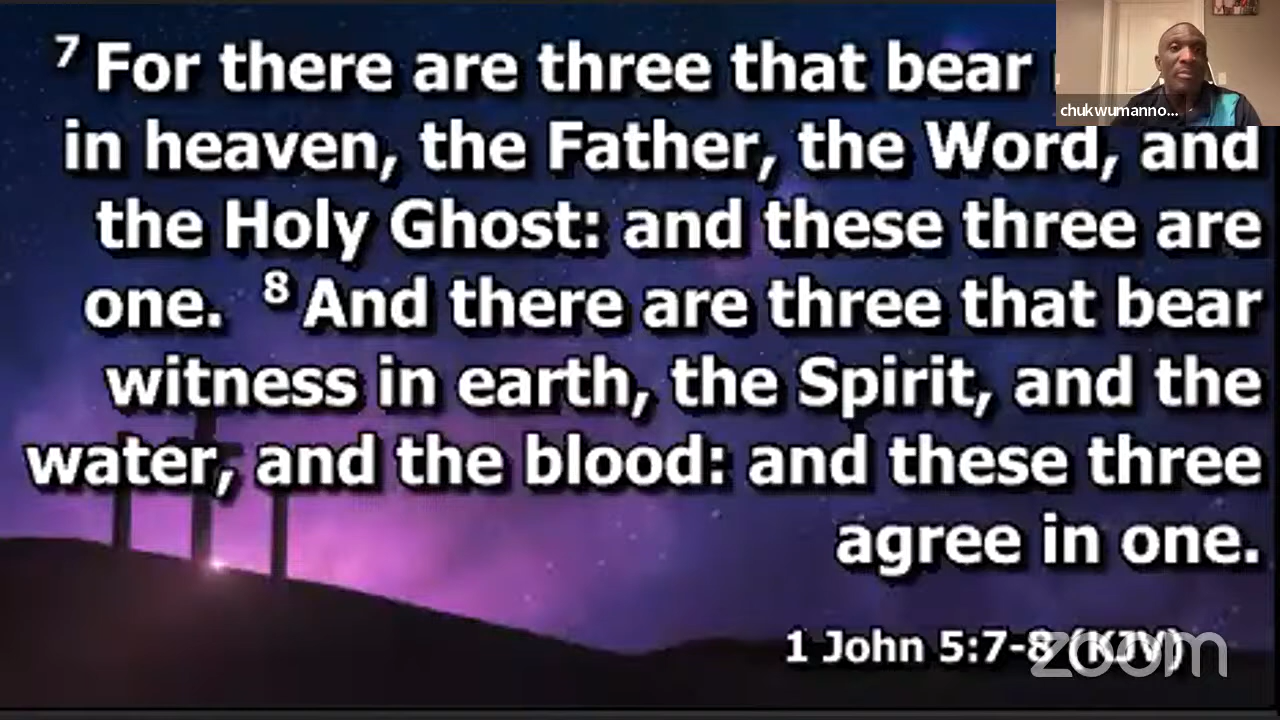 7 For there are three that bear
in heaven, the Father, the Word, and
the Holy Ghost: and these three are
one. 8 And there are three that bear
witness in earth, the Spirit, and the
water, and the blood: and these three
agree in one.
1 John 5:7-8 (KJV)
chukwumanno...
zoom